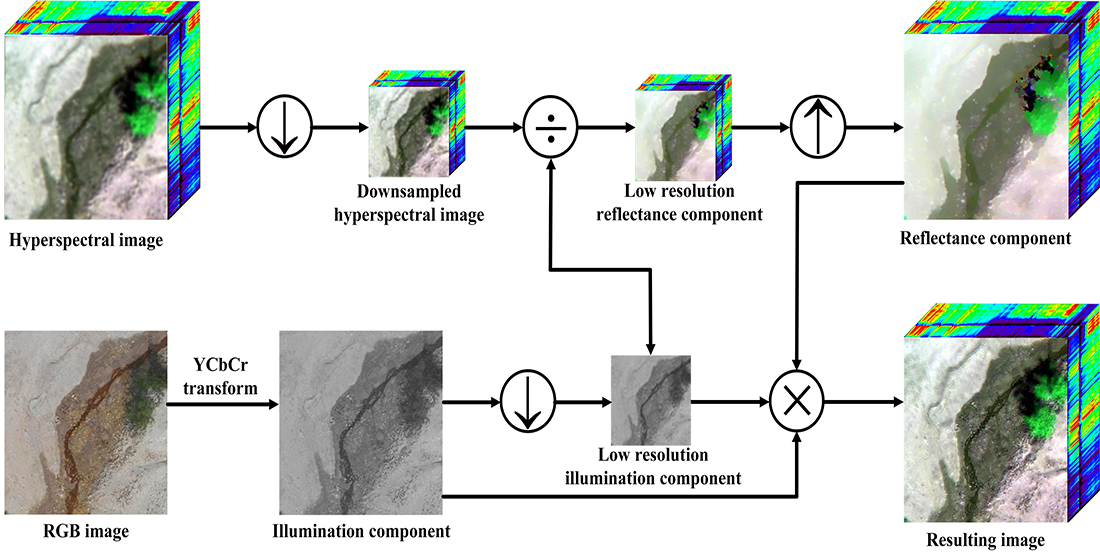 Hyperspectral image
Downsampled
hyperspectral image
Low resolution
reflectance component
Reflectance component
YCbCr
transform
RGB image
Illumination component
Low resolution
illumination component
Resulting image